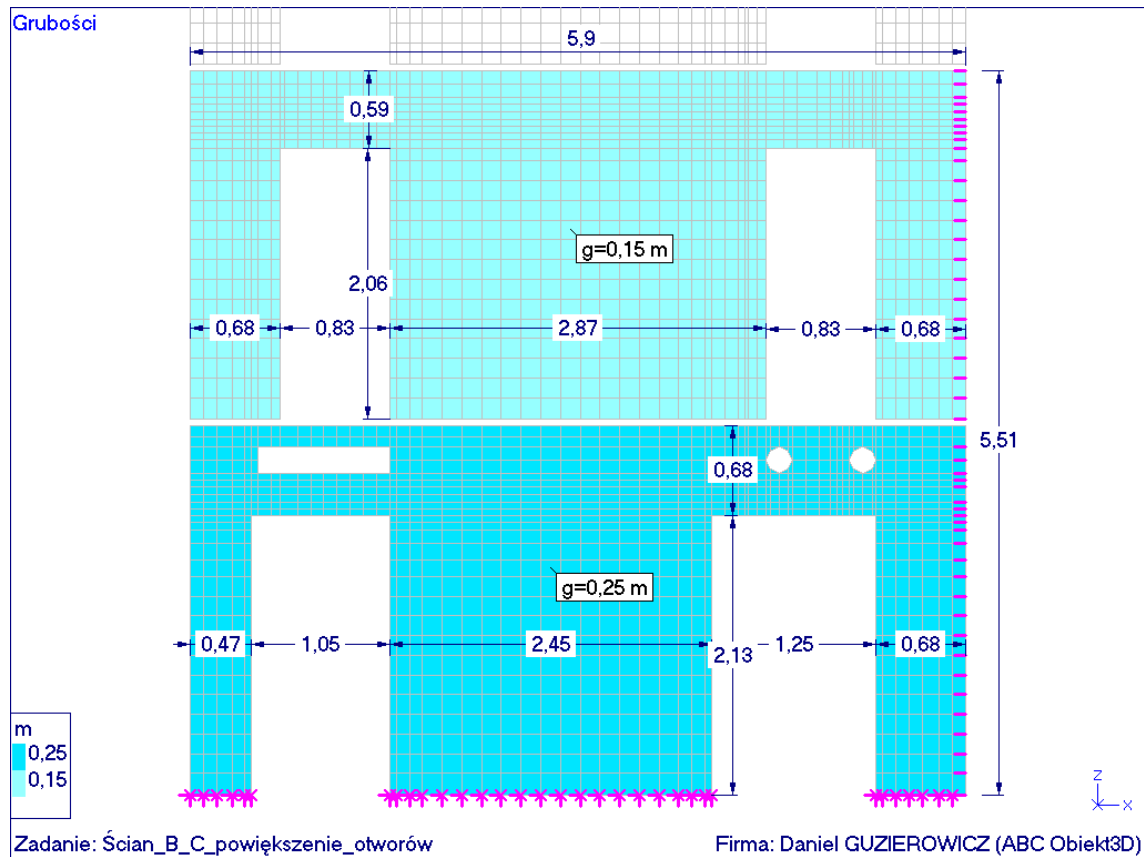 Grubości
5,9
0,59
g=0,15 m
2,06
0,68
0,83
2,87
0,83
0,68
5,51
0,68
g=0,25 m
0,47
1,05
2,45
2,13
1,25
0,68
m
0,25
0,15
z
x
Zadanie: Ścian_B_C_powiększenie_otworów
Firma: Daniel GUZIEROWICZ (ABC Obiekt3D)